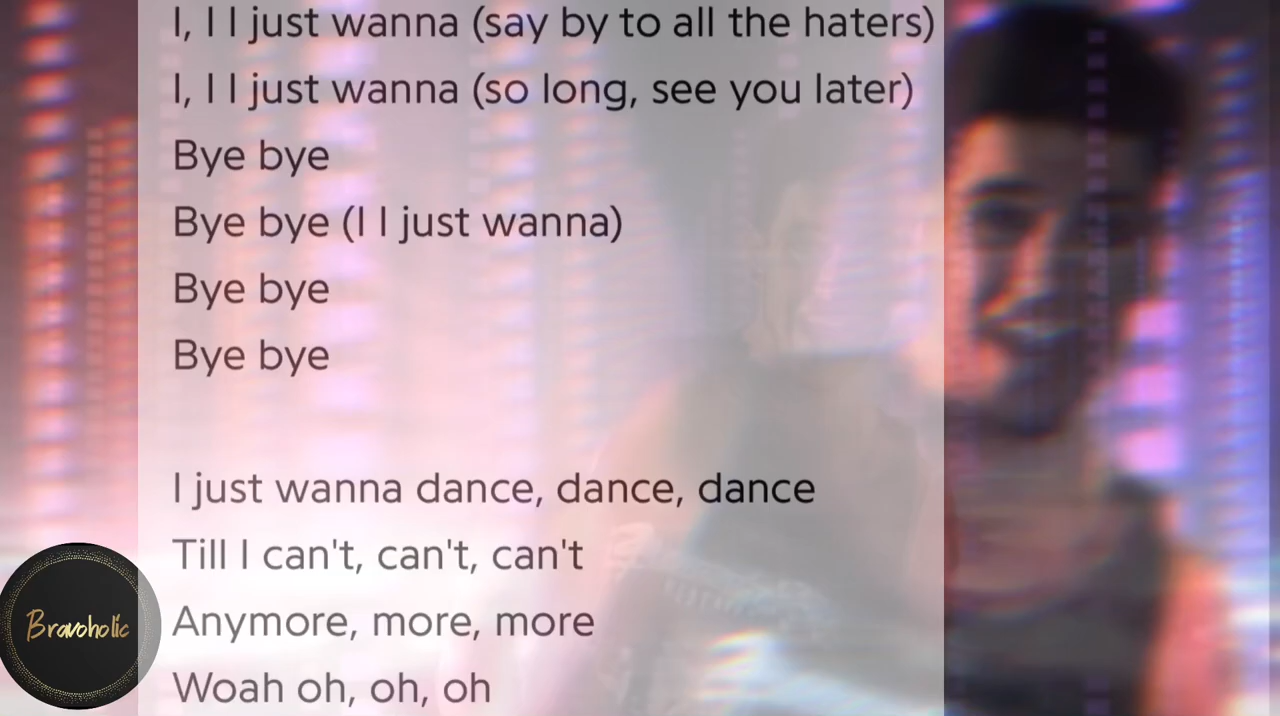 I, I I just wanna (say by to all the haters)
I, I I just wanna (so long, see you later)
Bye bye
Bye bye (I I just wanna)
Bye bye
Bye bye
I just wanna dance, dance, dance
Till I can't, can't, can't
Anymore, more, more
Woah oh, oh, oh
Bravoholic